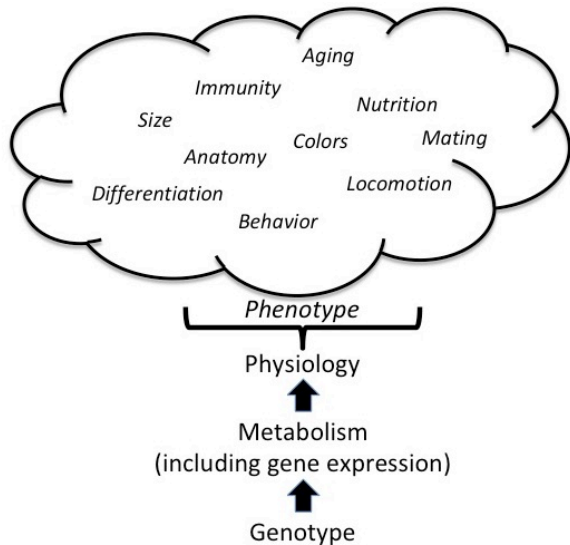 Aging
Immunity
Nutrition
Size
Colors
Mating
Anatomy
Locomotion
Differentiation
Behavior
Phenotype
Physiology
Metabolism
(including gene expression)
Genotype